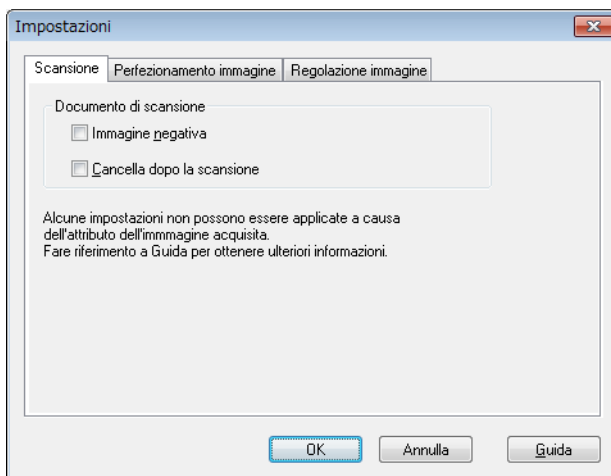 Impostazioni
Scansione Perfezionamento immagine Regolazione immagine
Documento di scansione
Immagine negativa
Cancella dopo la scansione
Alcune impostazioni non possono essere applicate a causa
dell'attributo dell'immmagine acquisita.
Fare riferimento a Guida per ottenere ulteriori informazioni.
OK Annulla Guida